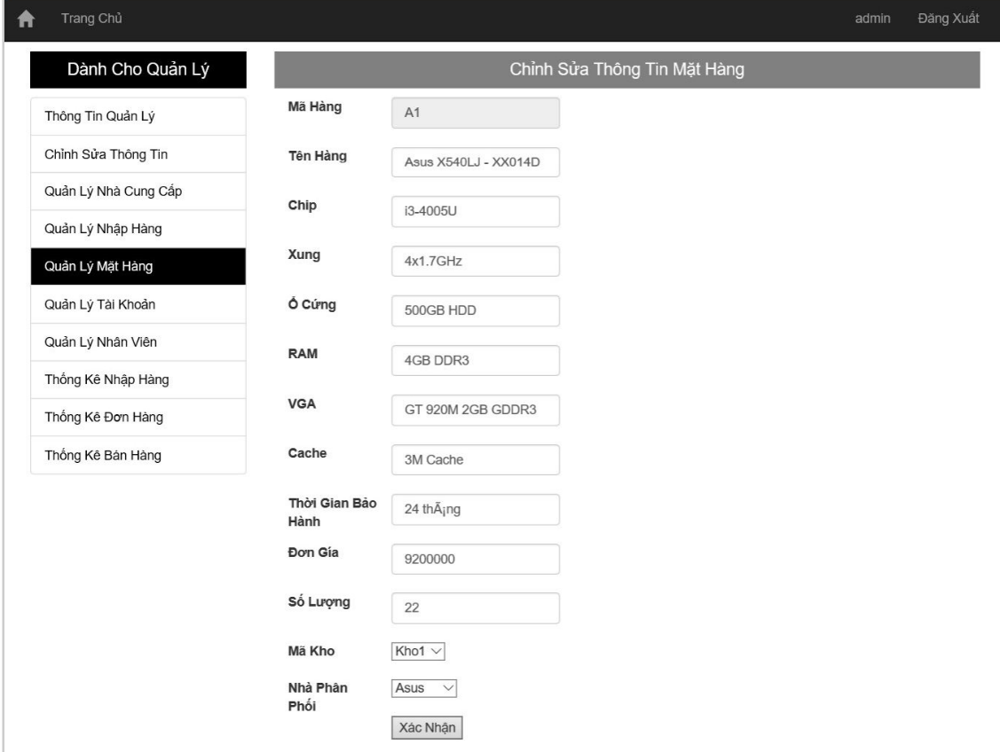 Trang Chủ
admin
Đăng Xuất
Dành Cho Quản Lý
Thông Tin Quản Lý
Chỉnh Sửa Thông Tin
Quản Lý Nhà Cung Cấp
Quản Lý Nhập Hàng
Quản Lý Mặt Hàng
Quản Lý Tài Khoản
Quản Lý Nhân Viên
Thống Kê Nhập Hàng
Thống Kê Đơn Hàng
Thống Kê Bán Hàng
Chỉnh Sửa Thông Tin Mặt Hàng
Mã Hàng
A1
Tên Hàng
Asus X540LJ - XX014D
Chip
i3-4005U
Xung
4x1.7GHz
Ổ Cứng
500GB HDD
RAM
4GB DDR3
VGA
GT 920M 2GB GDDR3
Cache
3M Cache
Thời Gian Bảo
Hành
24 thÃ¡ng
Đơn Gía
9200000
Số Lượng
22
Mã Kho
Kho1
Nhà Phân
Phối
Asus
Xác Nhận